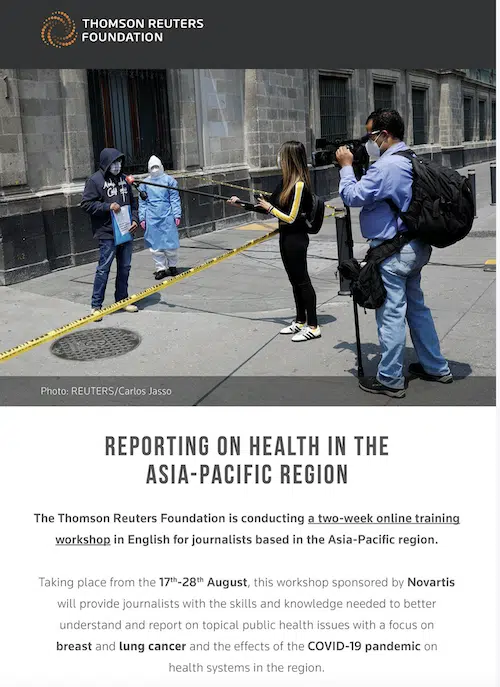 THOMSON REUTERS
FOUNDATION
Photo: REUTERS/Carlos Jasso
REPORTING ON HEALTH IN THE
ASIA-PACIFIC REGION
The Thomson Reuters Foundation is conducting a two-week online training
workshop in English for journalists based in the Asia-Pacific region.
Taking place from the 17th-28th August, this workshop sponsored by Novartis
will provide journalists with the skills and knowledge needed to better
understand and report on topical public health issues with a focus on
breast and lung cancer and the effects of the COVID-19 pandemic on
health systems in the region.